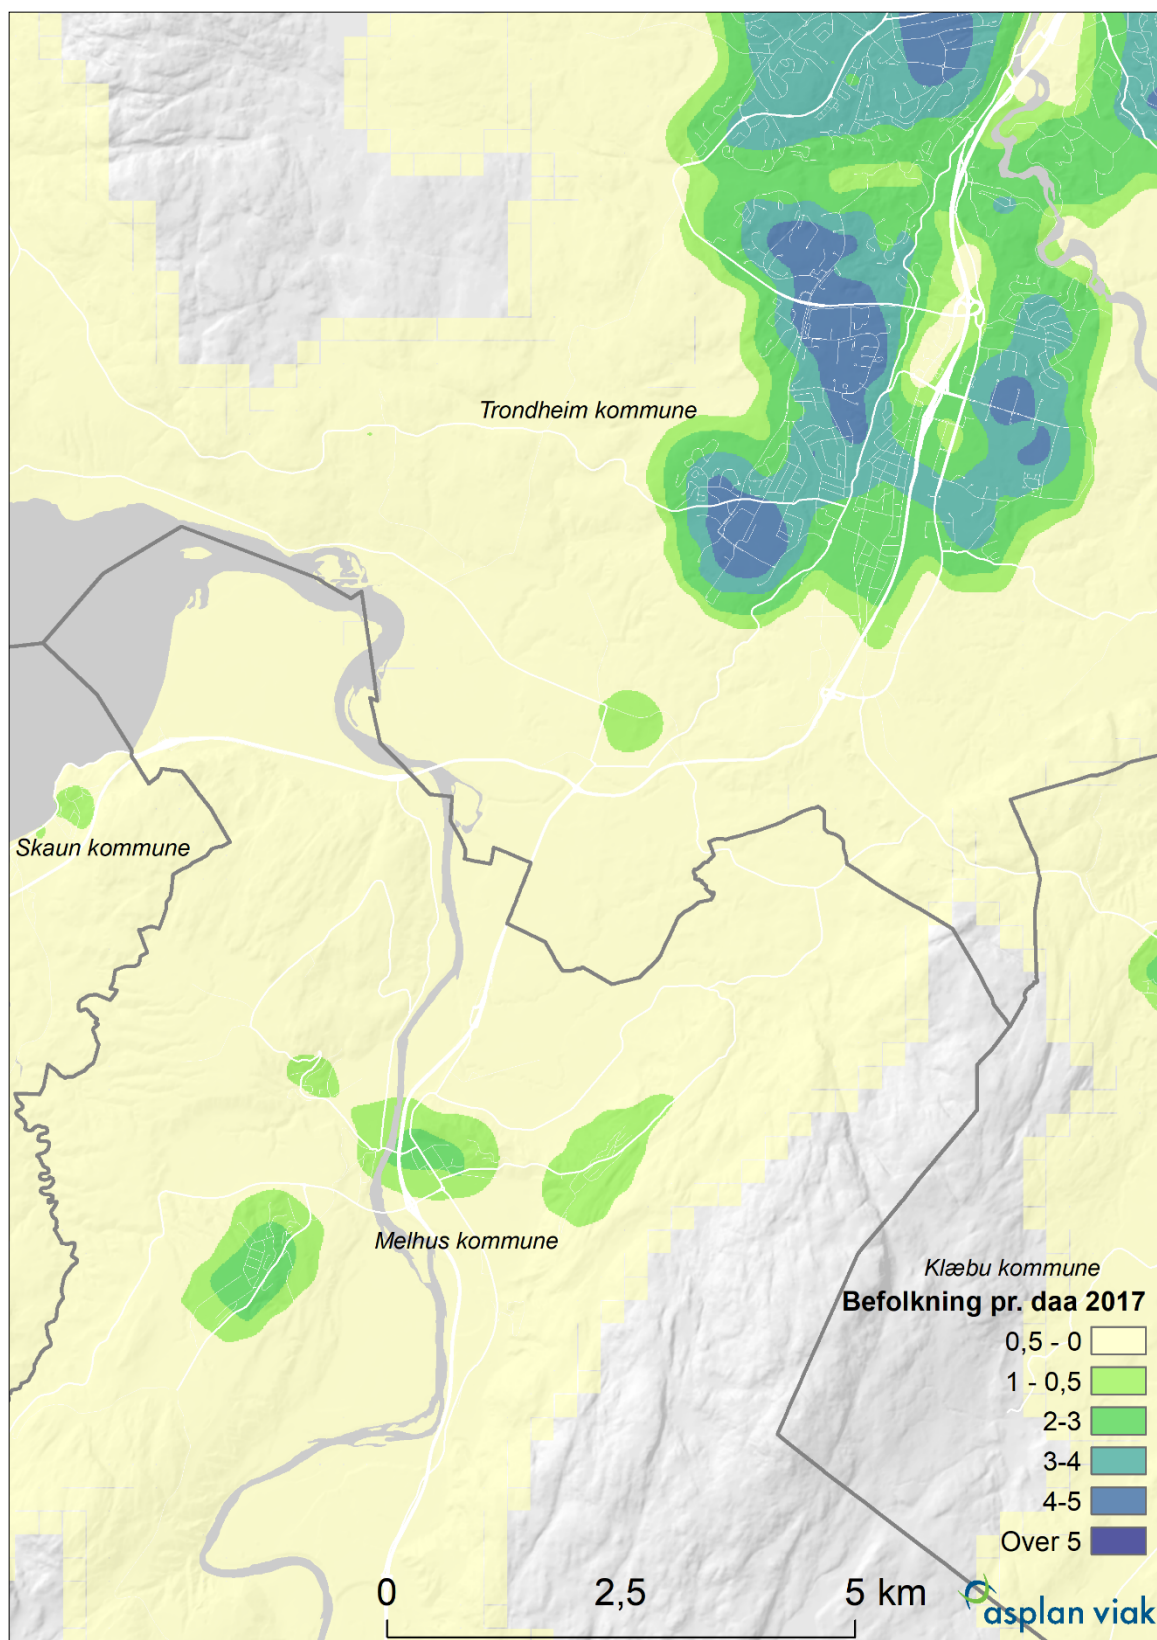 Trondheim kommune
Skaun kommune
Melhus kommune
Klæbu kommune
Befolkning pr. daa 2017
0,5 - 0
1 - 0,5
2-3
3-4
4-5
Over 5
0 2,5 5 km
asplan viak